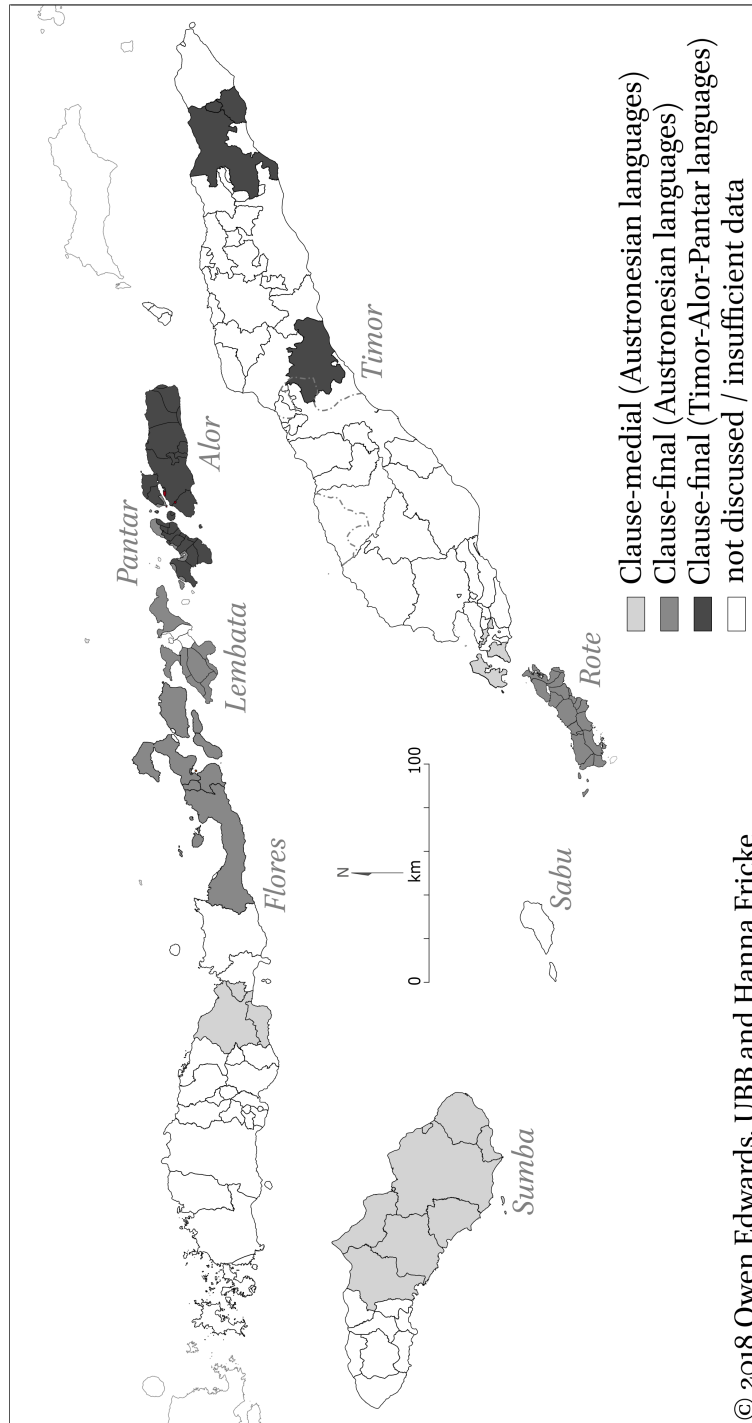 Pantar
Alor
Lembata
Flores
Timor
Rote
Sabu
Sumba
N
0
km
100
Clause-medial (Austronesian languages)
Clause-final (Austronesian languages)
Clause-final (Timor-Alor-Pantar languages)
not discussed / insufficient data
© 2018 Owen Edwards, UBB and Hanna Fricke